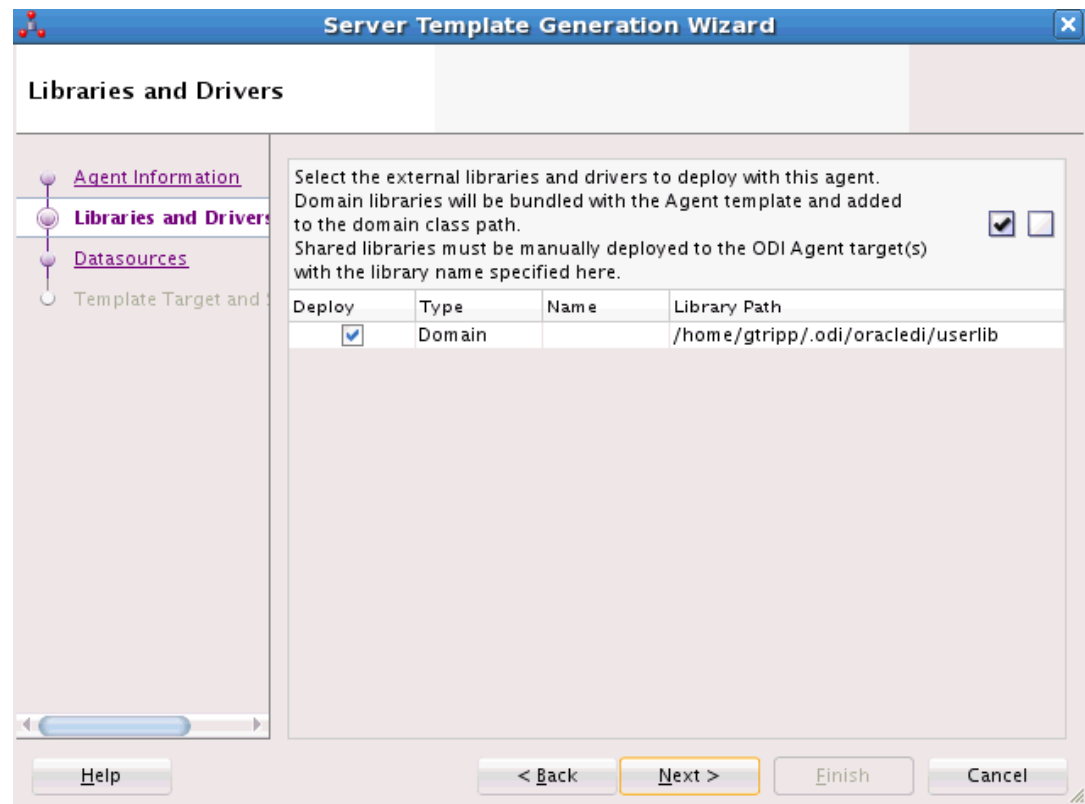 Server Template Generation Wizard
Libraries and Drivers
Agent Information
Libraries and Drivers
Datasources
Template Target and
Select the external libraries and drivers to deploy with this agent.
Domain libraries will be bundled with the Agent template and added
to the domain class path.
Shared libraries must be manually deployed to the ODI Agent target(s)
with the library name specified here.
Deploy Type Name Library Path
Domain /home/gtripp/.odi/oracledi/userlib
Help < Back Next > Finish Cancel